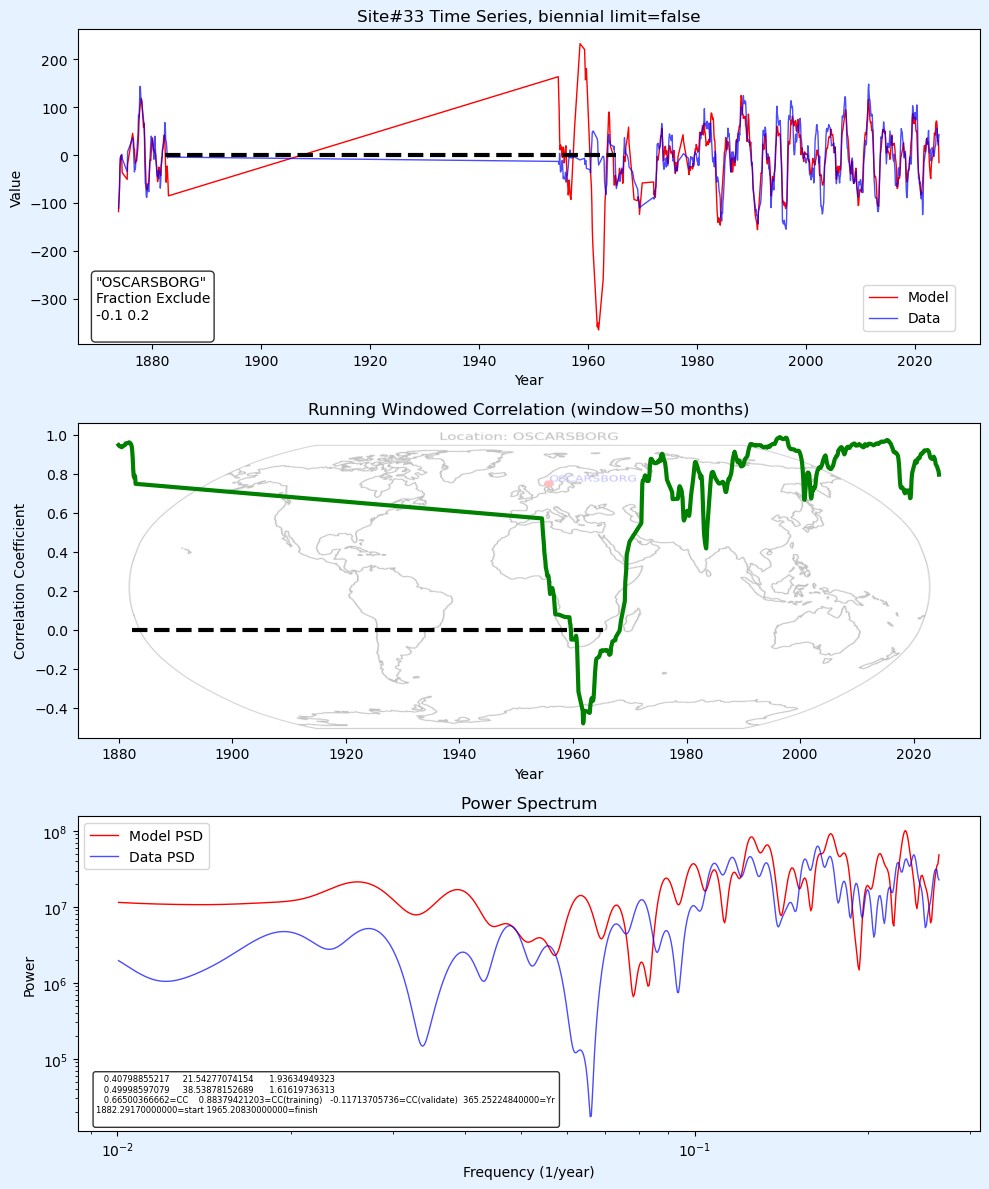 Site#33 Time Series, biennial limit=false
200
100
0
−100
−200
−300
Value
"OSCARSBORG"
Fraction Exclude
-0.1 0.2
Model
Data
1880 1900 1920 1940 1960 1980 2000 2020
Year
Running Windowed Correlation (window=50 months)
Location: OSCARSBORG
OSCARSBORG
1.0
0.8
0.6
0.4
0.2
0.0
−0.2
−0.4
Correlation Coefficient
1880 1900 1920 1940 1960 1980 2000 2020
Year
Power Spectrum
Model PSD
Data PSD
10⁸
10⁷
10⁶
10⁵
Power
0.40798855217 21.54277074154 1.93634949323
0.49998597079 38.53878152689 1.61619736313
0.66500366662=CC 0.88379421203=CC(training) -0.11713705736=CC(validate) 365.25224840000=Yr
1882.29170000000=start 1965.20830000000=finish
10⁻² 10⁻¹
Frequency (1/year)